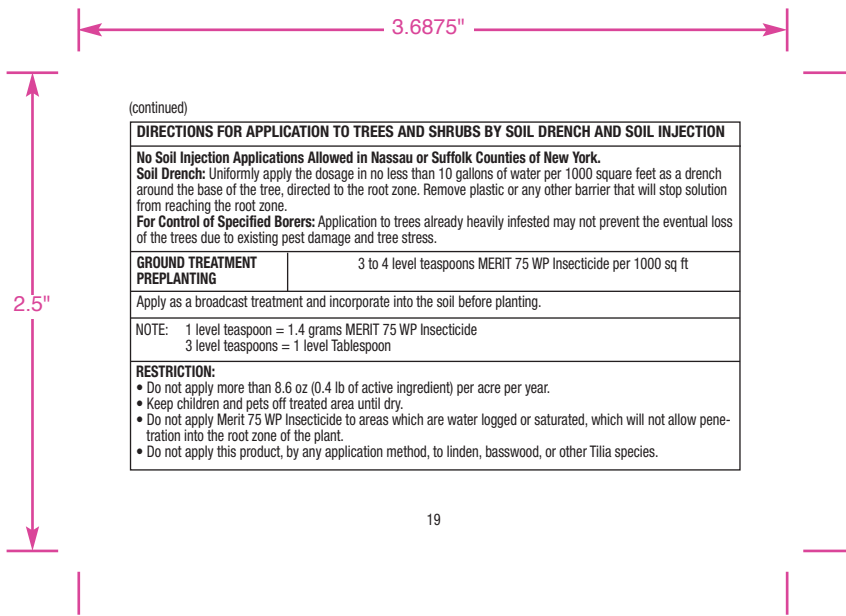 3.6875"
2.5"
(continued)
DIRECTIONS FOR APPLICATION TO TREES AND SHRUBS BY SOIL DRENCH AND SOIL INJECTION
No Soil Injection Applications Allowed in Nassau or Suffolk Counties of New York.
Soil Drench: Uniformly apply the dosage in no less than 10 gallons of water per 1000 square feet as a drench
around the base of the tree, directed to the root zone. Remove plastic or any other barrier that will stop solution
from reaching the root zone.
For Control of Specified Borers: Application to trees already heavily infested may not prevent the eventual loss
of the trees due to existing pest damage and tree stress.
GROUND TREATMENT
PREPLANTING
3 to 4 level teaspoons MERIT 75 WP Insecticide per 1000 sq ft
Apply as a broadcast treatment and incorporate into the soil before planting.
NOTE: 1 level teaspoon = 1.4 grams MERIT 75 WP Insecticide
3 level teaspoons = 1 level Tablespoon
RESTRICTION:
• Do not apply more than 8.6 oz (0.4 lb of active ingredient) per acre per year.
• Keep children and pets off treated area until dry.
• Do not apply Merit 75 WP Insecticide to areas which are water logged or saturated, which will not allow pene-
tration into the root zone of the plant.
• Do not apply this product, by any application method, to linden, basswood, or other Tilia species.
19